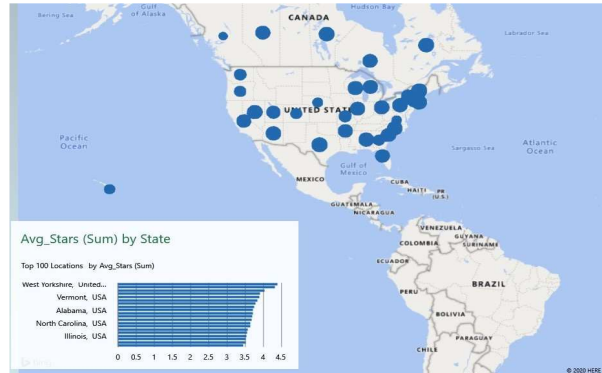 Bering Sea
Gulf
of Alaska
Hudson Bay
CANADA
Labrador Sea
UNITED STAT
Pacific
Ocean
Atlantic
Ocean
Sargasso Sea
Gulf of
Mexico
MEXICO
CUBA
HAITI
PR
(U.S.)
GUATEMALA
NICARAGUA
VENEZUELA
GUYANA
COLOMBIA
SURINAME
ECUADOR
PERU
BRAZIL
BOLIVIA
PARAGUAY
CHILE
Avg_Stars (Sum) by State
Top 100 Locations by Avg_Stars (Sum)
West Yorkshire, United...
Vermont, USA
Alabama, USA
North Carolina, USA
Illinois, USA
0 0.5 1 1.5 2 2.5 3 3.5 4 4.5
© 2020 HERE